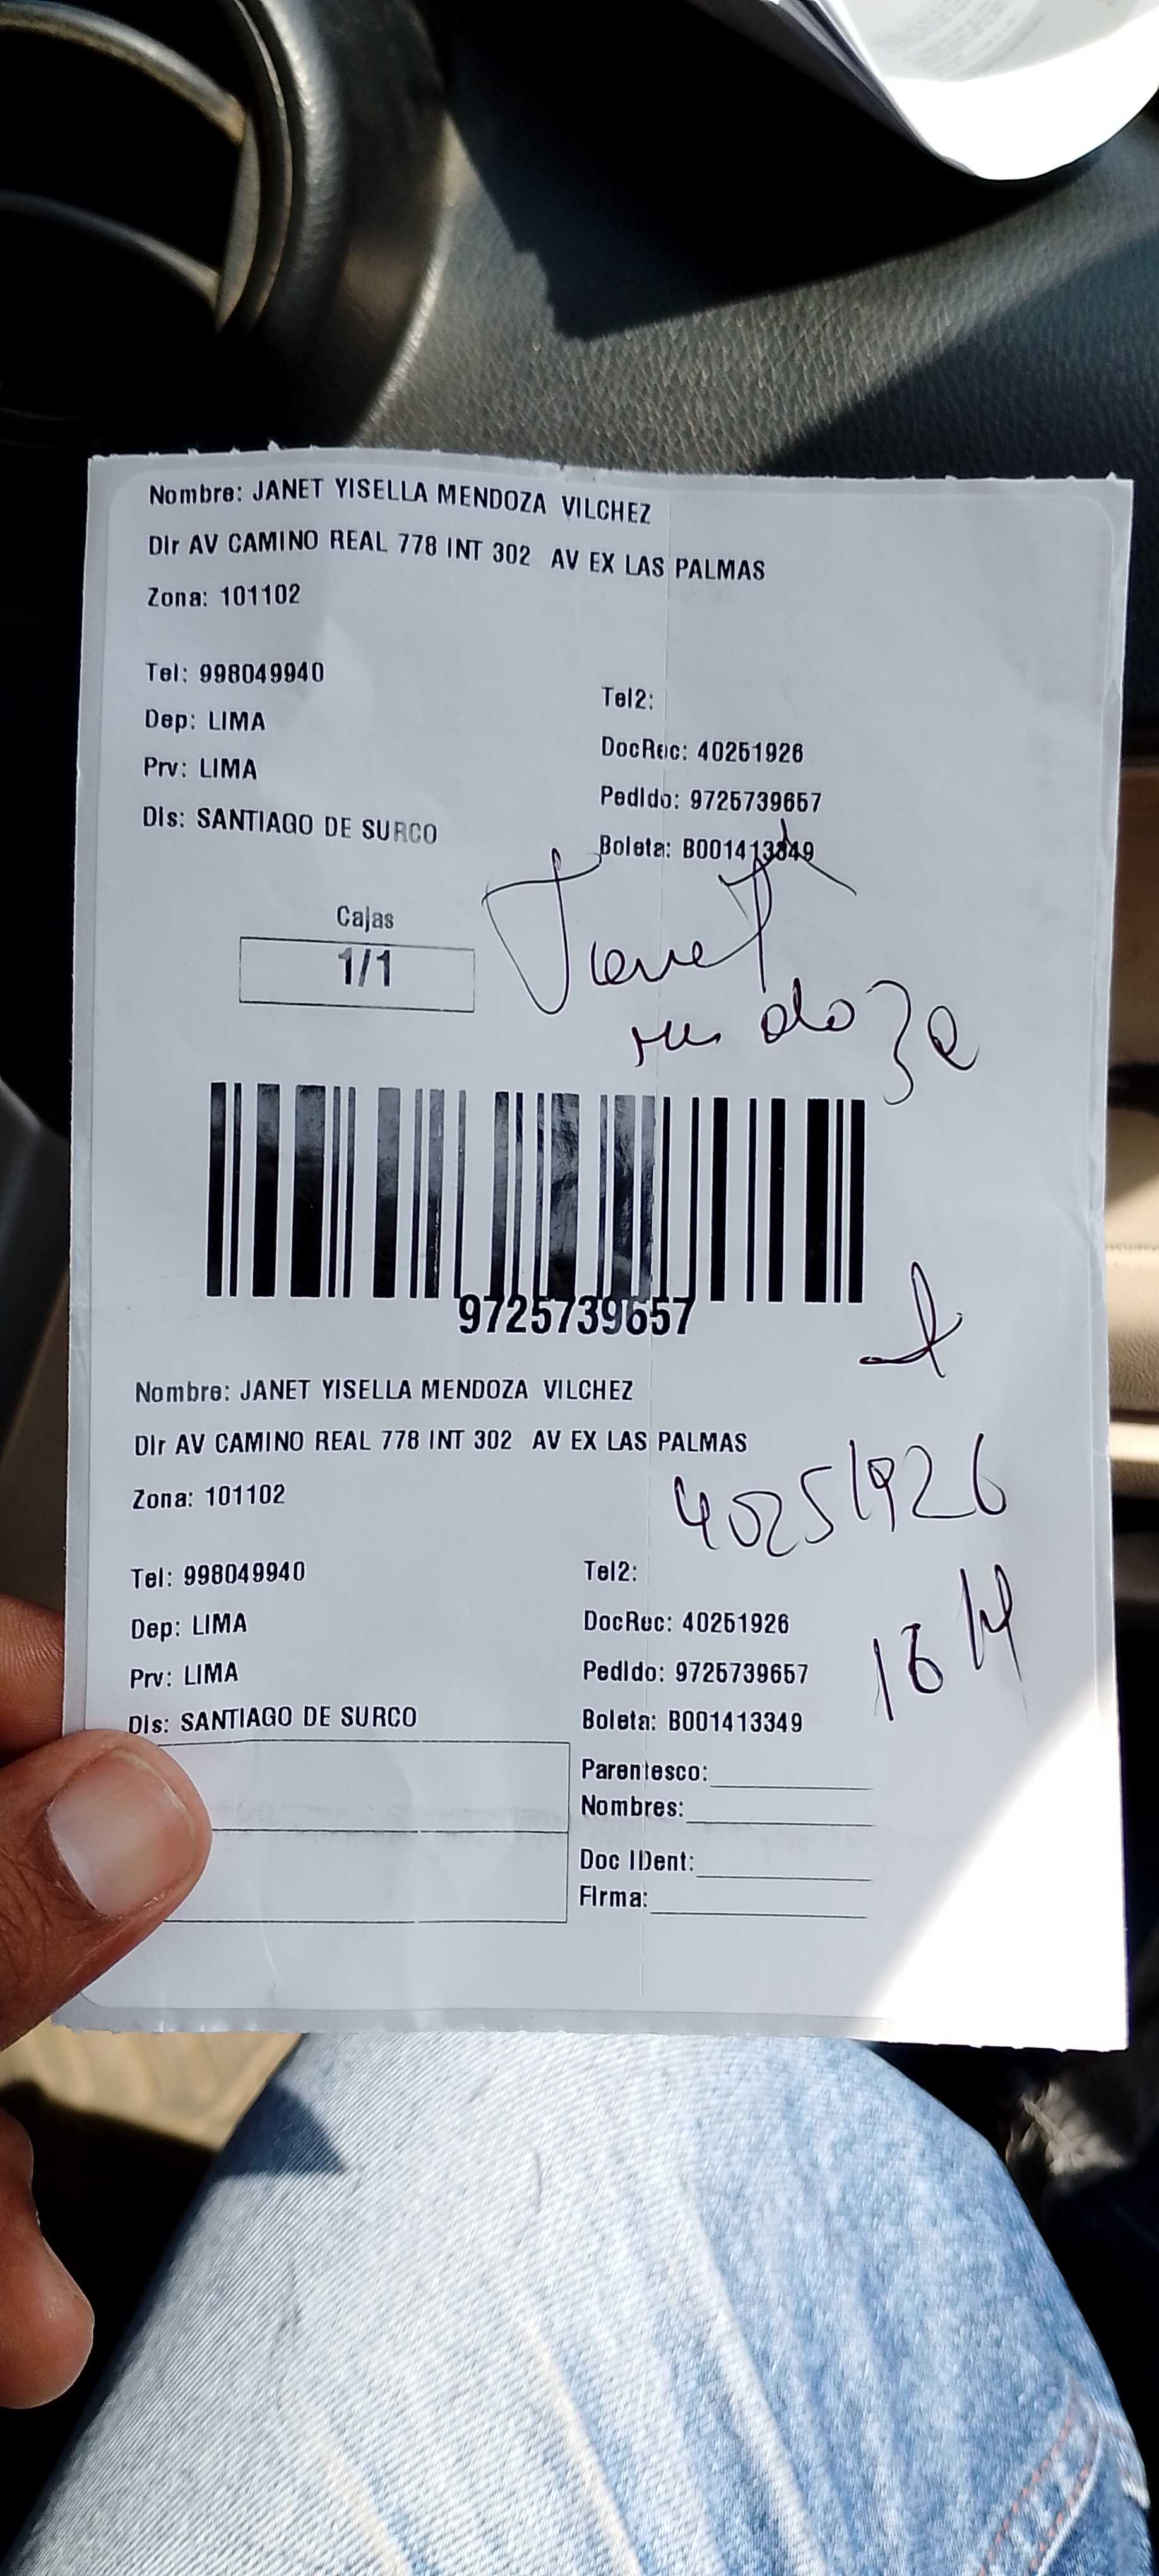 Nombre: JANET YISELLA MENDOZA VILCHEZ
Dir AV CAMINO REAL 778 INT 302 AV EX LAS PALMAS
Zona: 101102
Tel: 998049940
Tel2:
Dep: LIMA
DocRec: 40251926
Prv: LIMA
Pedido: 9725739657
Dis: SANTIAGO DE SURCO
Boleta: B001413349
Cajas
1/1
Janet
9725739657
Nombre: JANET YISELLA MENDOZA VILCHEZ
Dir AV CAMINO REAL 778 INT 302 AV EX LAS PALMAS
40251926
Zona: 101102
Tel: 998049940
Tel2:
Dep: LIMA
DocRec: 40251926
Prv: LIMA
Pedido: 9725739657
Dis: SANTIAGO DE SURCO
Boleta: B001413349
Parentesco:
Nombres:
Doc IDent:
Firma: